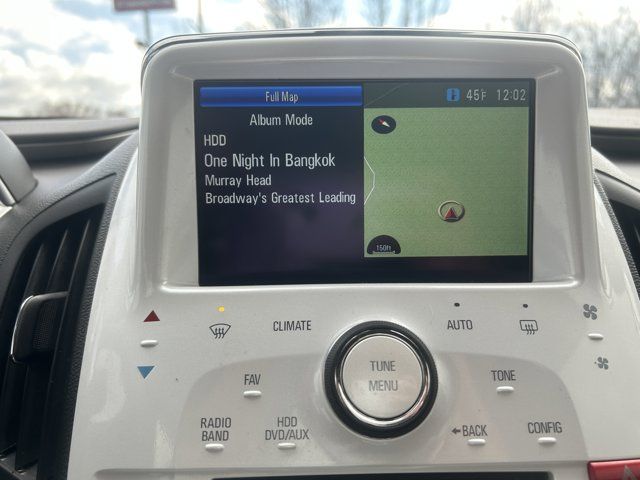 Full Map
45°F 12:02
Album Mode
HDD
One Night In Bangkok
Murray Head
Broadway's Greatest Leading
150ft
CLIMATE
AUTO
TUNE
MENU
FAV
TONE
RADIO
BAND
HDD
DVD/AUX
BACK
CONFIG